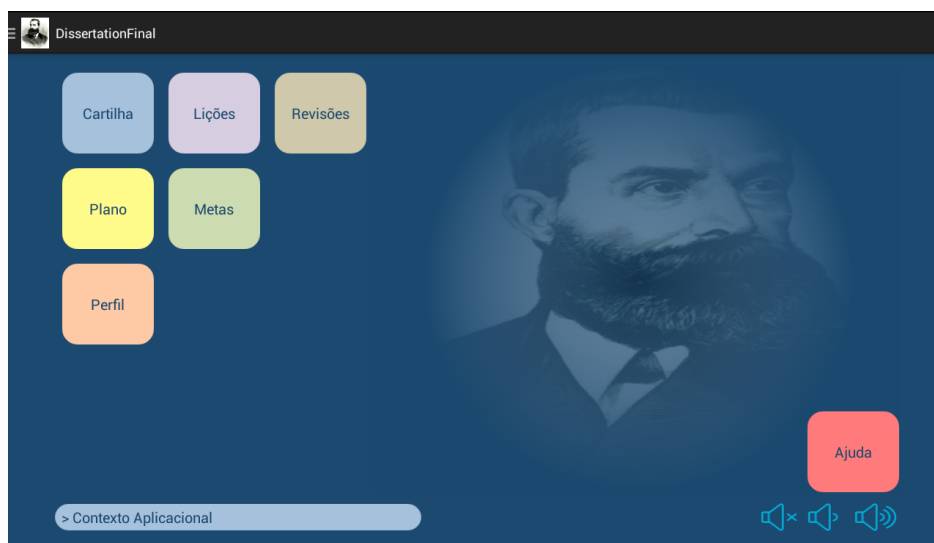 DissertationFinal
Cartilha
Lições
Revisões
Plano
Metas
Perfil
Ajuda
> Contexto Aplicacional